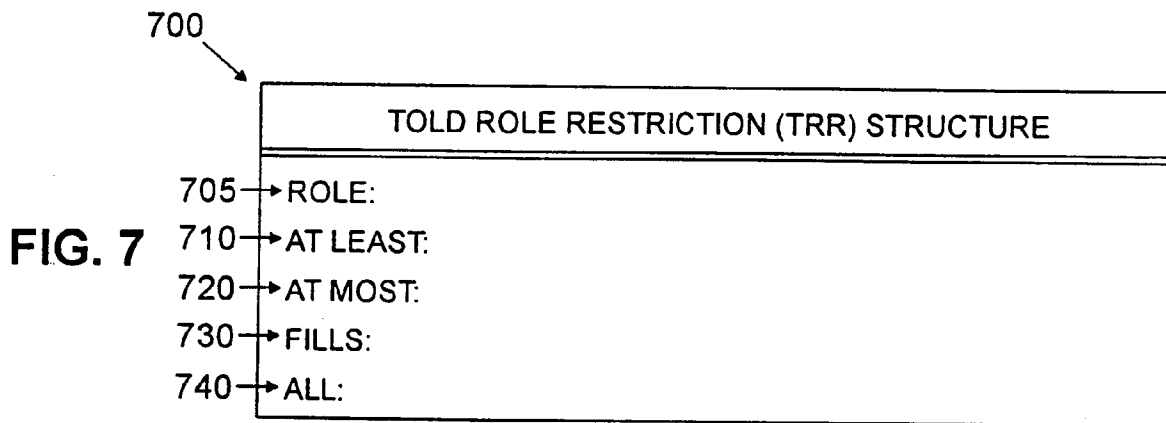 700
TOLD ROLE RESTRICTION (TRR) STRUCTURE
705 ROLE:
FIG. 7 710 AT LEAST:
720 AT MOST:
730 FILLS:
740 ALL: